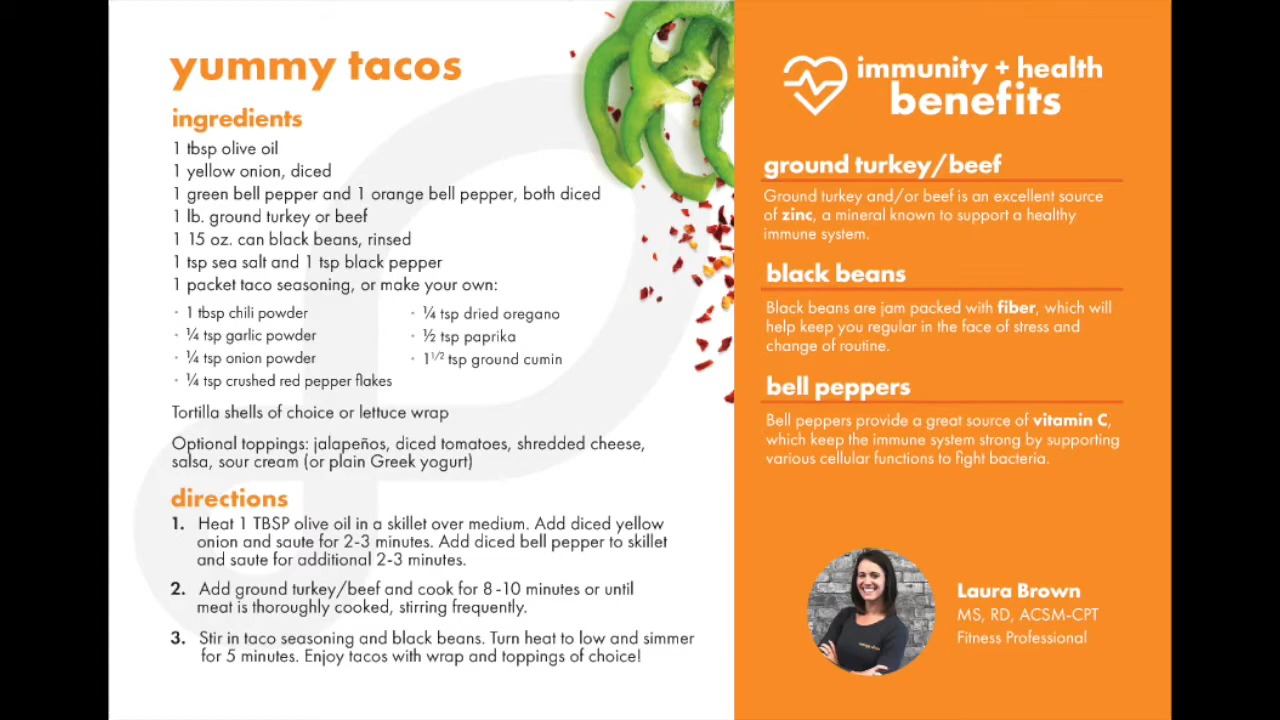 yummy tacos
ingredients
1 tbsp olive oil
1 yellow onion, diced
1 green bell pepper and 1 orange bell pepper, both diced
1 lb. ground turkey or beef
1 15 oz. can black beans, rinsed
1 tsp sea salt and 1 tsp black pepper
1 packet taco seasoning, or make your own:
· 1 tbsp chili powder
· ¼ tsp garlic powder
· ¼ tsp onion powder
· ¼ tsp crushed red pepper flakes
· ¼ tsp dried oregano
· ½ tsp paprika
· 1 1/2 tsp ground cumin
Tortilla shells of choice or lettuce wrap
Optional toppings: jalapeños, diced tomatoes, shredded cheese,
salsa, sour cream (or plain Greek yogurt)
directions
1. Heat 1 TBSP olive oil in a skillet over medium. Add diced yellow
onion and saute for 2-3 minutes. Add diced bell pepper to skillet
and saute for additional 2-3 minutes.
2. Add ground turkey/beef and cook for 8-10 minutes or until
meat is thoroughly cooked, stirring frequently.
3. Stir in taco seasoning and black beans. Turn heat to low and simmer
for 5 minutes. Enjoy tacos with wrap and toppings of choice!
immunity + health
benefits
ground turkey/beef
Ground turkey and/or beef is an excellent source
of zinc, a mineral known to support a healthy
immune system.
black beans
Black beans are jam packed with fiber, which will
help keep you regular in the face of stress and
change of routine.
bell peppers
Bell peppers provide a great source of vitamin C,
which keep the immune system strong by supporting
various cellular functions to fight bacteria.
Laura Brown
MS, RD, ACSM-CPT
Fitness Professional